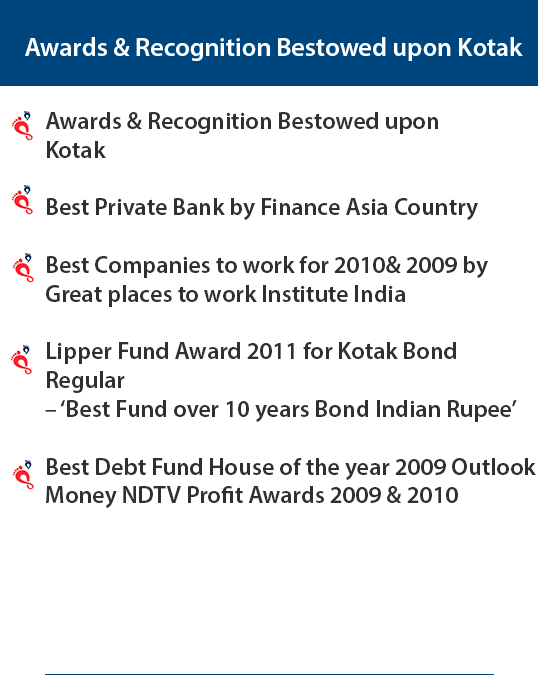 Awards & Recognition Bestowed upon Kotak
Awards & Recognition Bestowed upon
Kotak
Best Private Bank by Finance Asia Country
Best Companies to work for 2010& 2009 by
Great places to work Institute India
Lipper Fund Award 2011 for Kotak Bond
Regular
– ‘Best Fund over 10 years Bond Indian Rupee’
Best Debt Fund House of the year 2009 Outlook
Money NDTV Profit Awards 2009 & 2010